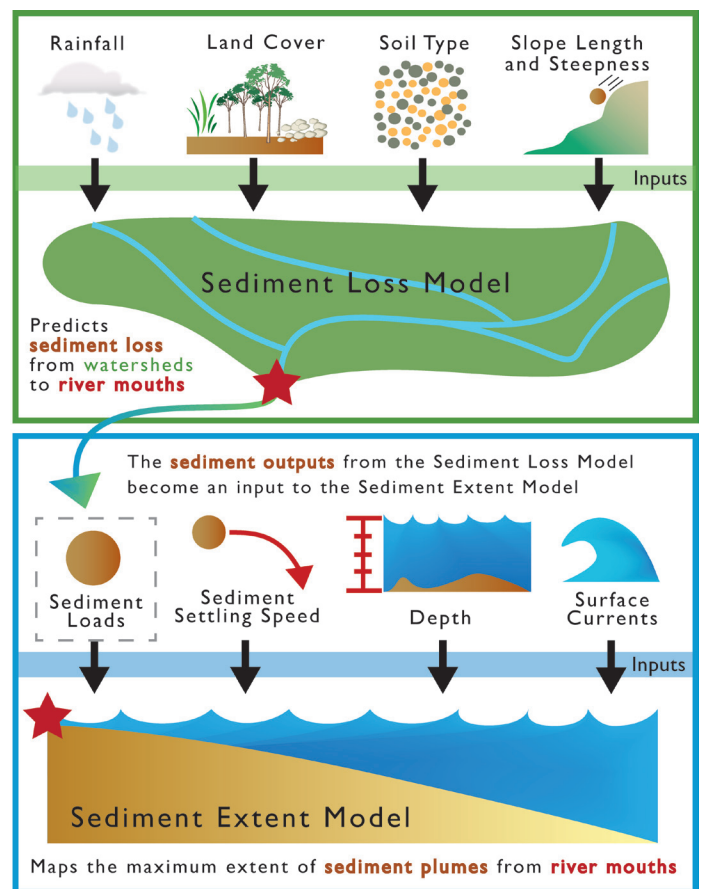 Rainfall
Land Cover
Soil Type
Slope Length
and Steepness
Inputs
Sediment Loss Model
Predicts
sediment loss
from watersheds
to river mouths
The sediment outputs from the Sediment Loss Model
become an input to the Sediment Extent Model
Sediment
Loads
Sediment
Settling Speed
Depth
Surface
Currents
Inputs
Sediment Extent Model
Maps the maximum extent of sediment plumes from river mouths